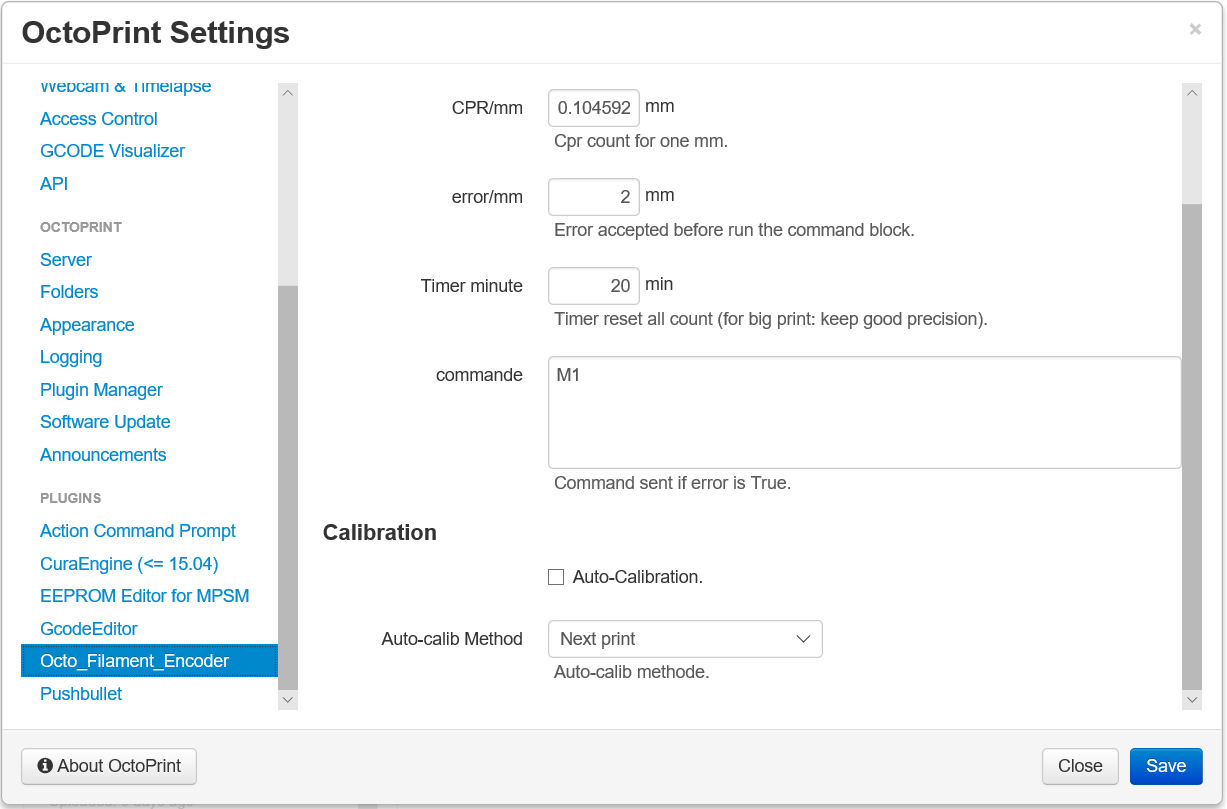 OctoPrint Settings
×
Webcam & Timelapse
Access Control
GCODE Visualizer
API
OCTOPRINT
Server
Folders
Appearance
Logging
Plugin Manager
Software Update
Announcements
PLUGINS
Action Command Prompt
CuraEngine (<= 15.04)
EEPROM Editor for MPSM
GcodeEditor
Octo_Filament_Encoder
Pushbullet
CPR/mm 0.104592 mm
Cpr count for one mm.
error/mm 2 mm
Error accepted before run the command block.
Timer minute 20 min
Timer reset all count (for big print: keep good precision).
commande M1
Command sent if error is True.
Calibration
Auto-Calibration.
Auto-calib Method Next print
Auto-calib methode.
About OctoPrint Close Save